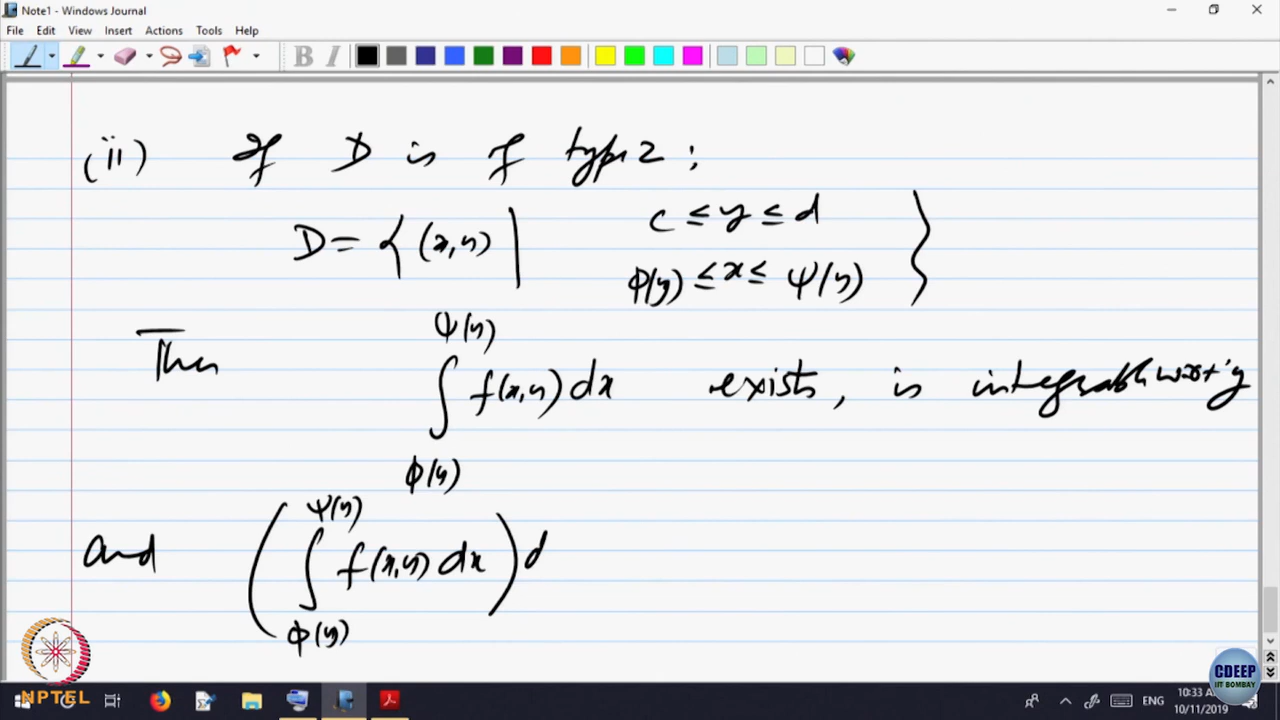 Note1 - Windows Journal
File Edit View Insert Actions Tools Help
B I
(ii) If D is of type 2 :
c ≤ y ≤ d
D = { (x,y) | }
ϕ(y) ≤ x ≤ ψ(y)
ψ(y)
Then ∫ f(x,y) dx exists, is integrable w.r.t y
ϕ(y)
ψ(y)
and ( ∫ f(x,y) dx ) d
ϕ(y)
NPTEL
CDEEP
IIT BOMBAY
ENG
10:33 A
10/11/2019